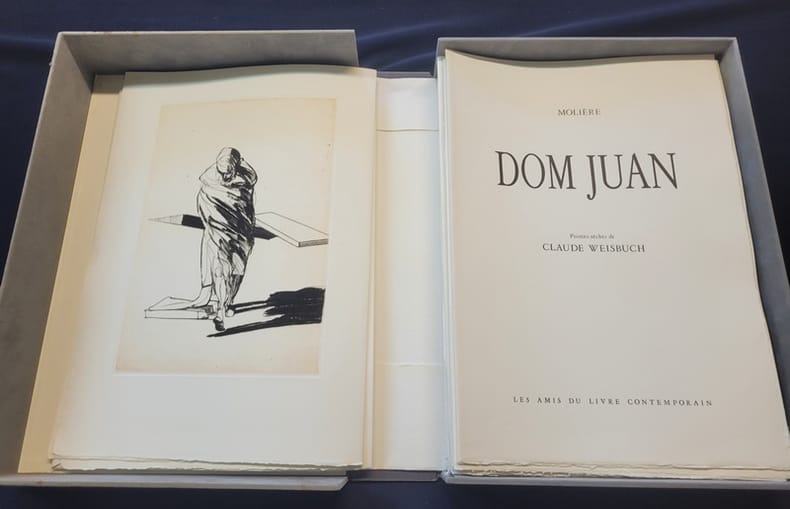 MOLIÈRE
DOM JUAN
Pointes sèches de
CLAUDE WEISBUCH
LES AMIS DU LIVRE CONTEMPORAIN